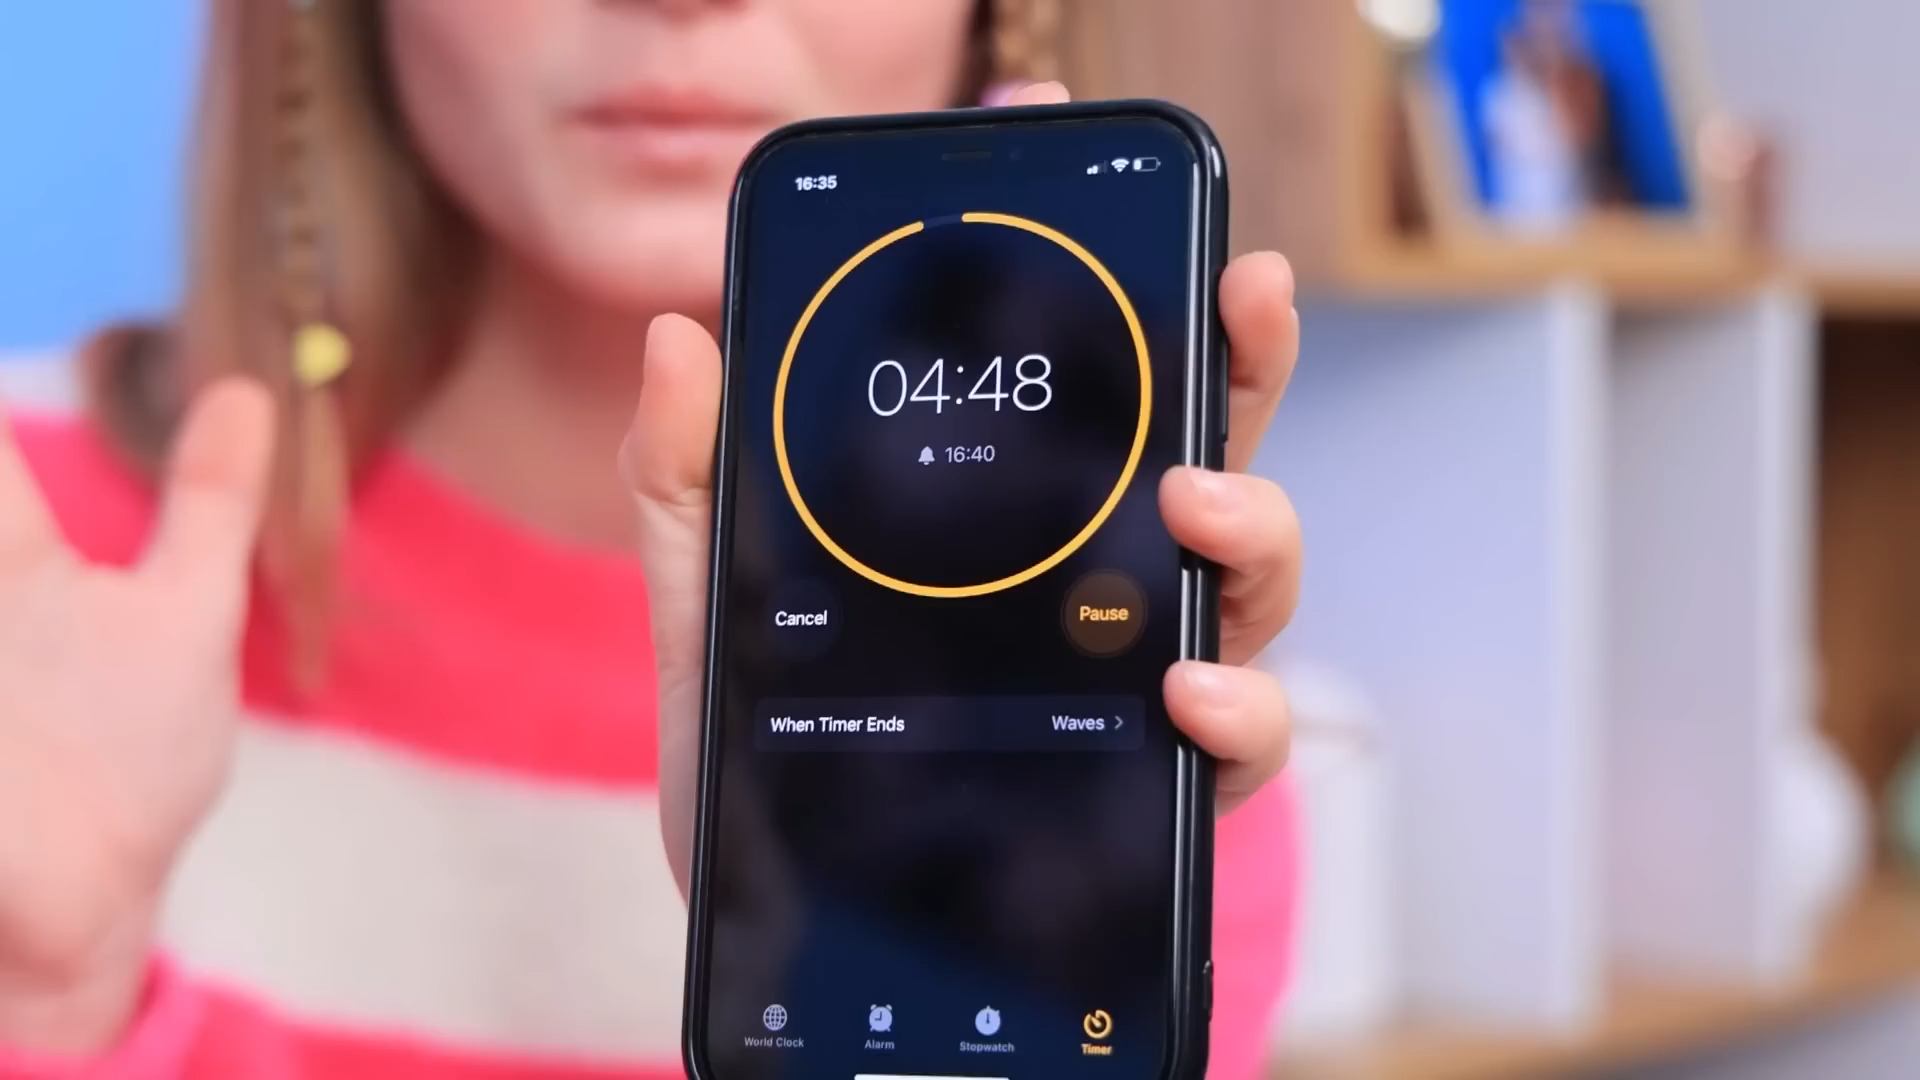 16:35
04:48
16:40
Cancel
Pause
When Timer Ends
Waves
World Clock
Alarm
Stopwatch
Timer